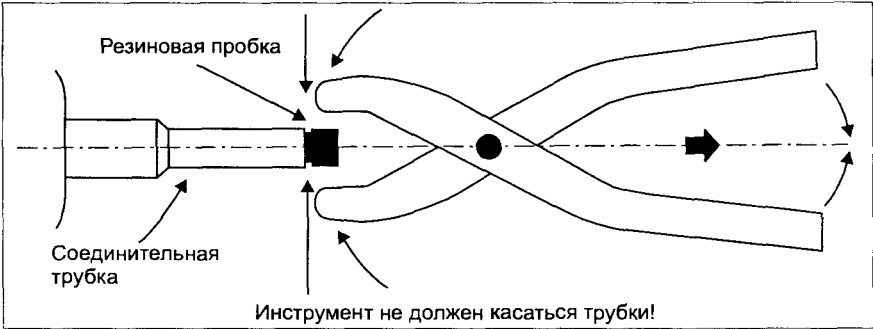 Резиновая пробка
Соединительная
трубка
Инструмент не должен касаться трубки!